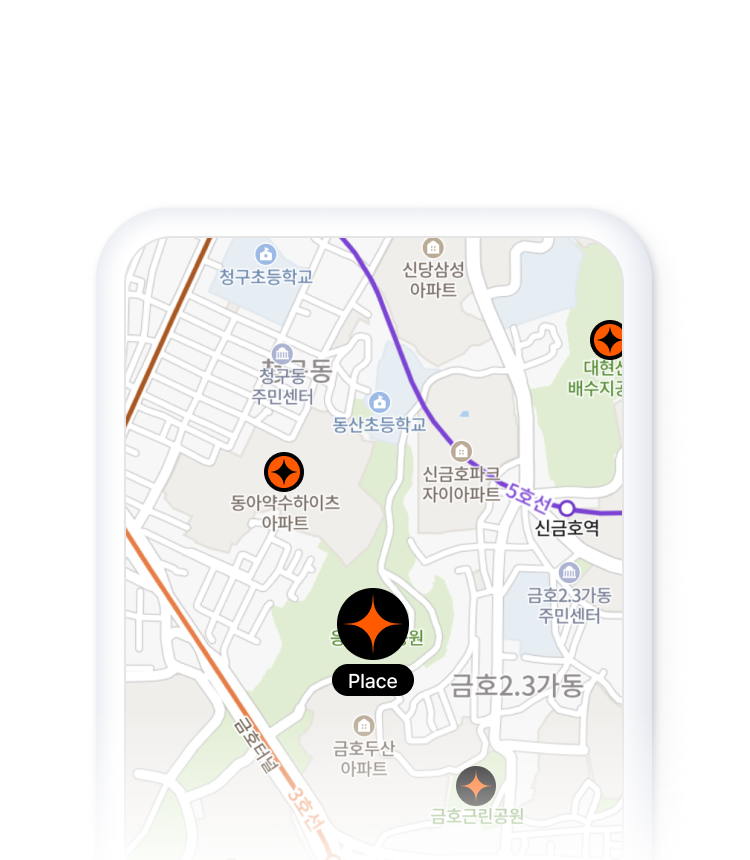 청구초등학교
신당삼성
아파트
대현산
배수지공
청구동
청구동
주민센터
동산초등학교
신금호파크
자이아파트
동아약수하이츠
아파트
5호선
신금호역
금호2.3가동
주민센터
원
Place
금호2.3가동
금호터널
금호두산
아파트
3호선
금호근린공원